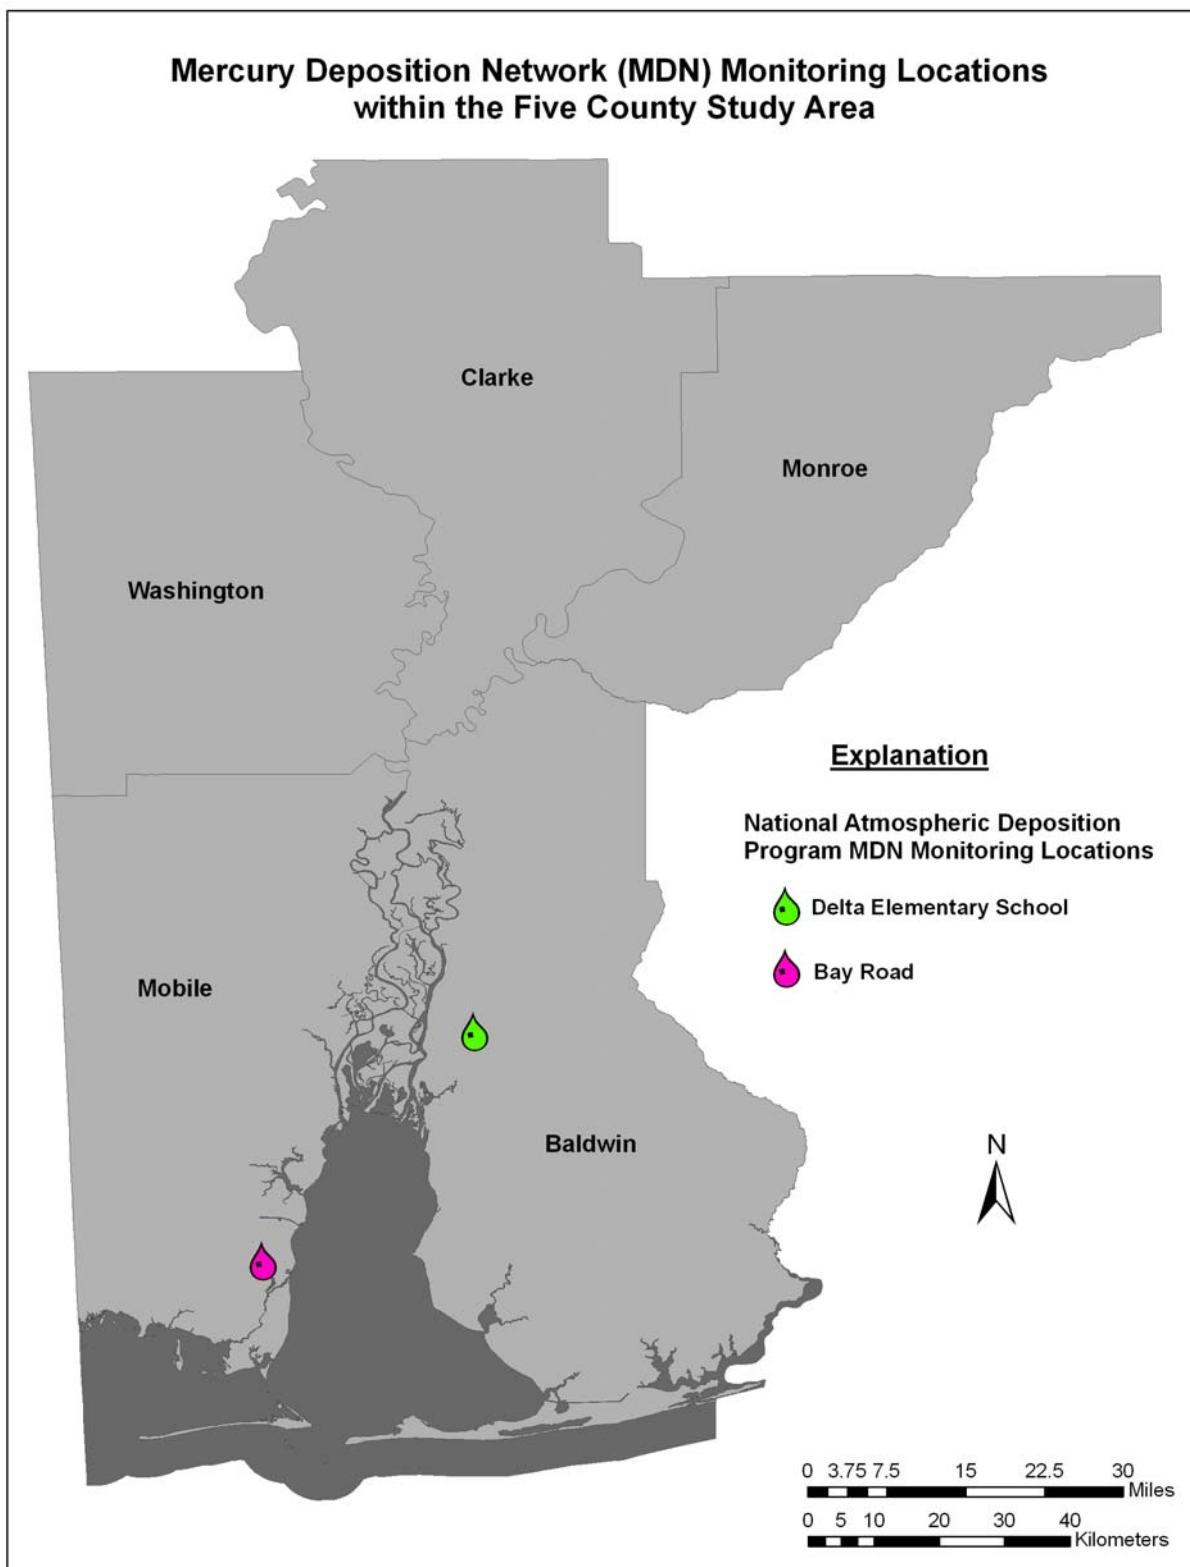 Mercury Deposition Network (MDN) Monitoring Locations
within the Five County Study Area
Clarke
Monroe
Washington
Explanation
National Atmospheric Deposition
Program MDN Monitoring Locations
Delta Elementary School
Bay Road
Mobile
Baldwin
N
0 3.75 7.5 15 22.5 30
Miles
0 5 10 20 30 40
Kilometers